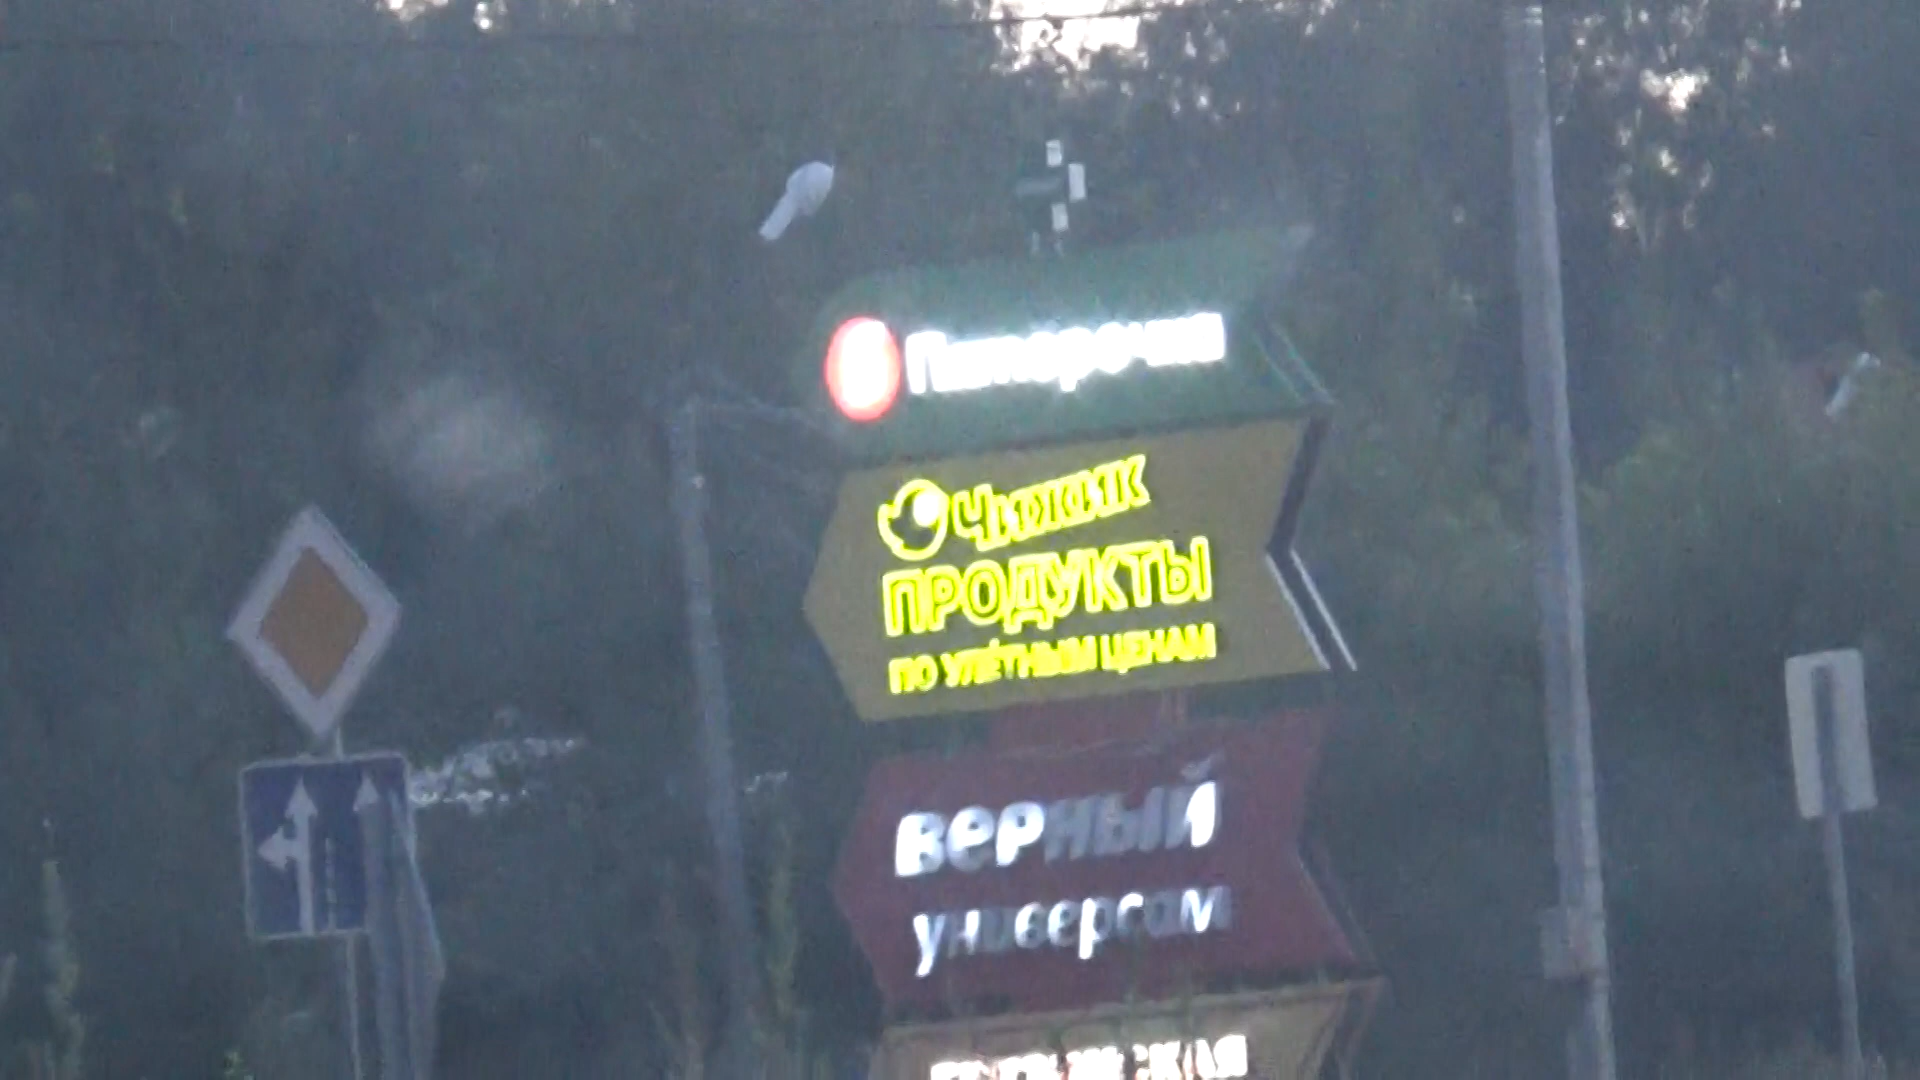 Пятёрочка
Чижик
ПРОДУКТЫ
ПО УЛЁТНЫМ ЦЕНАМ
верный
универсам